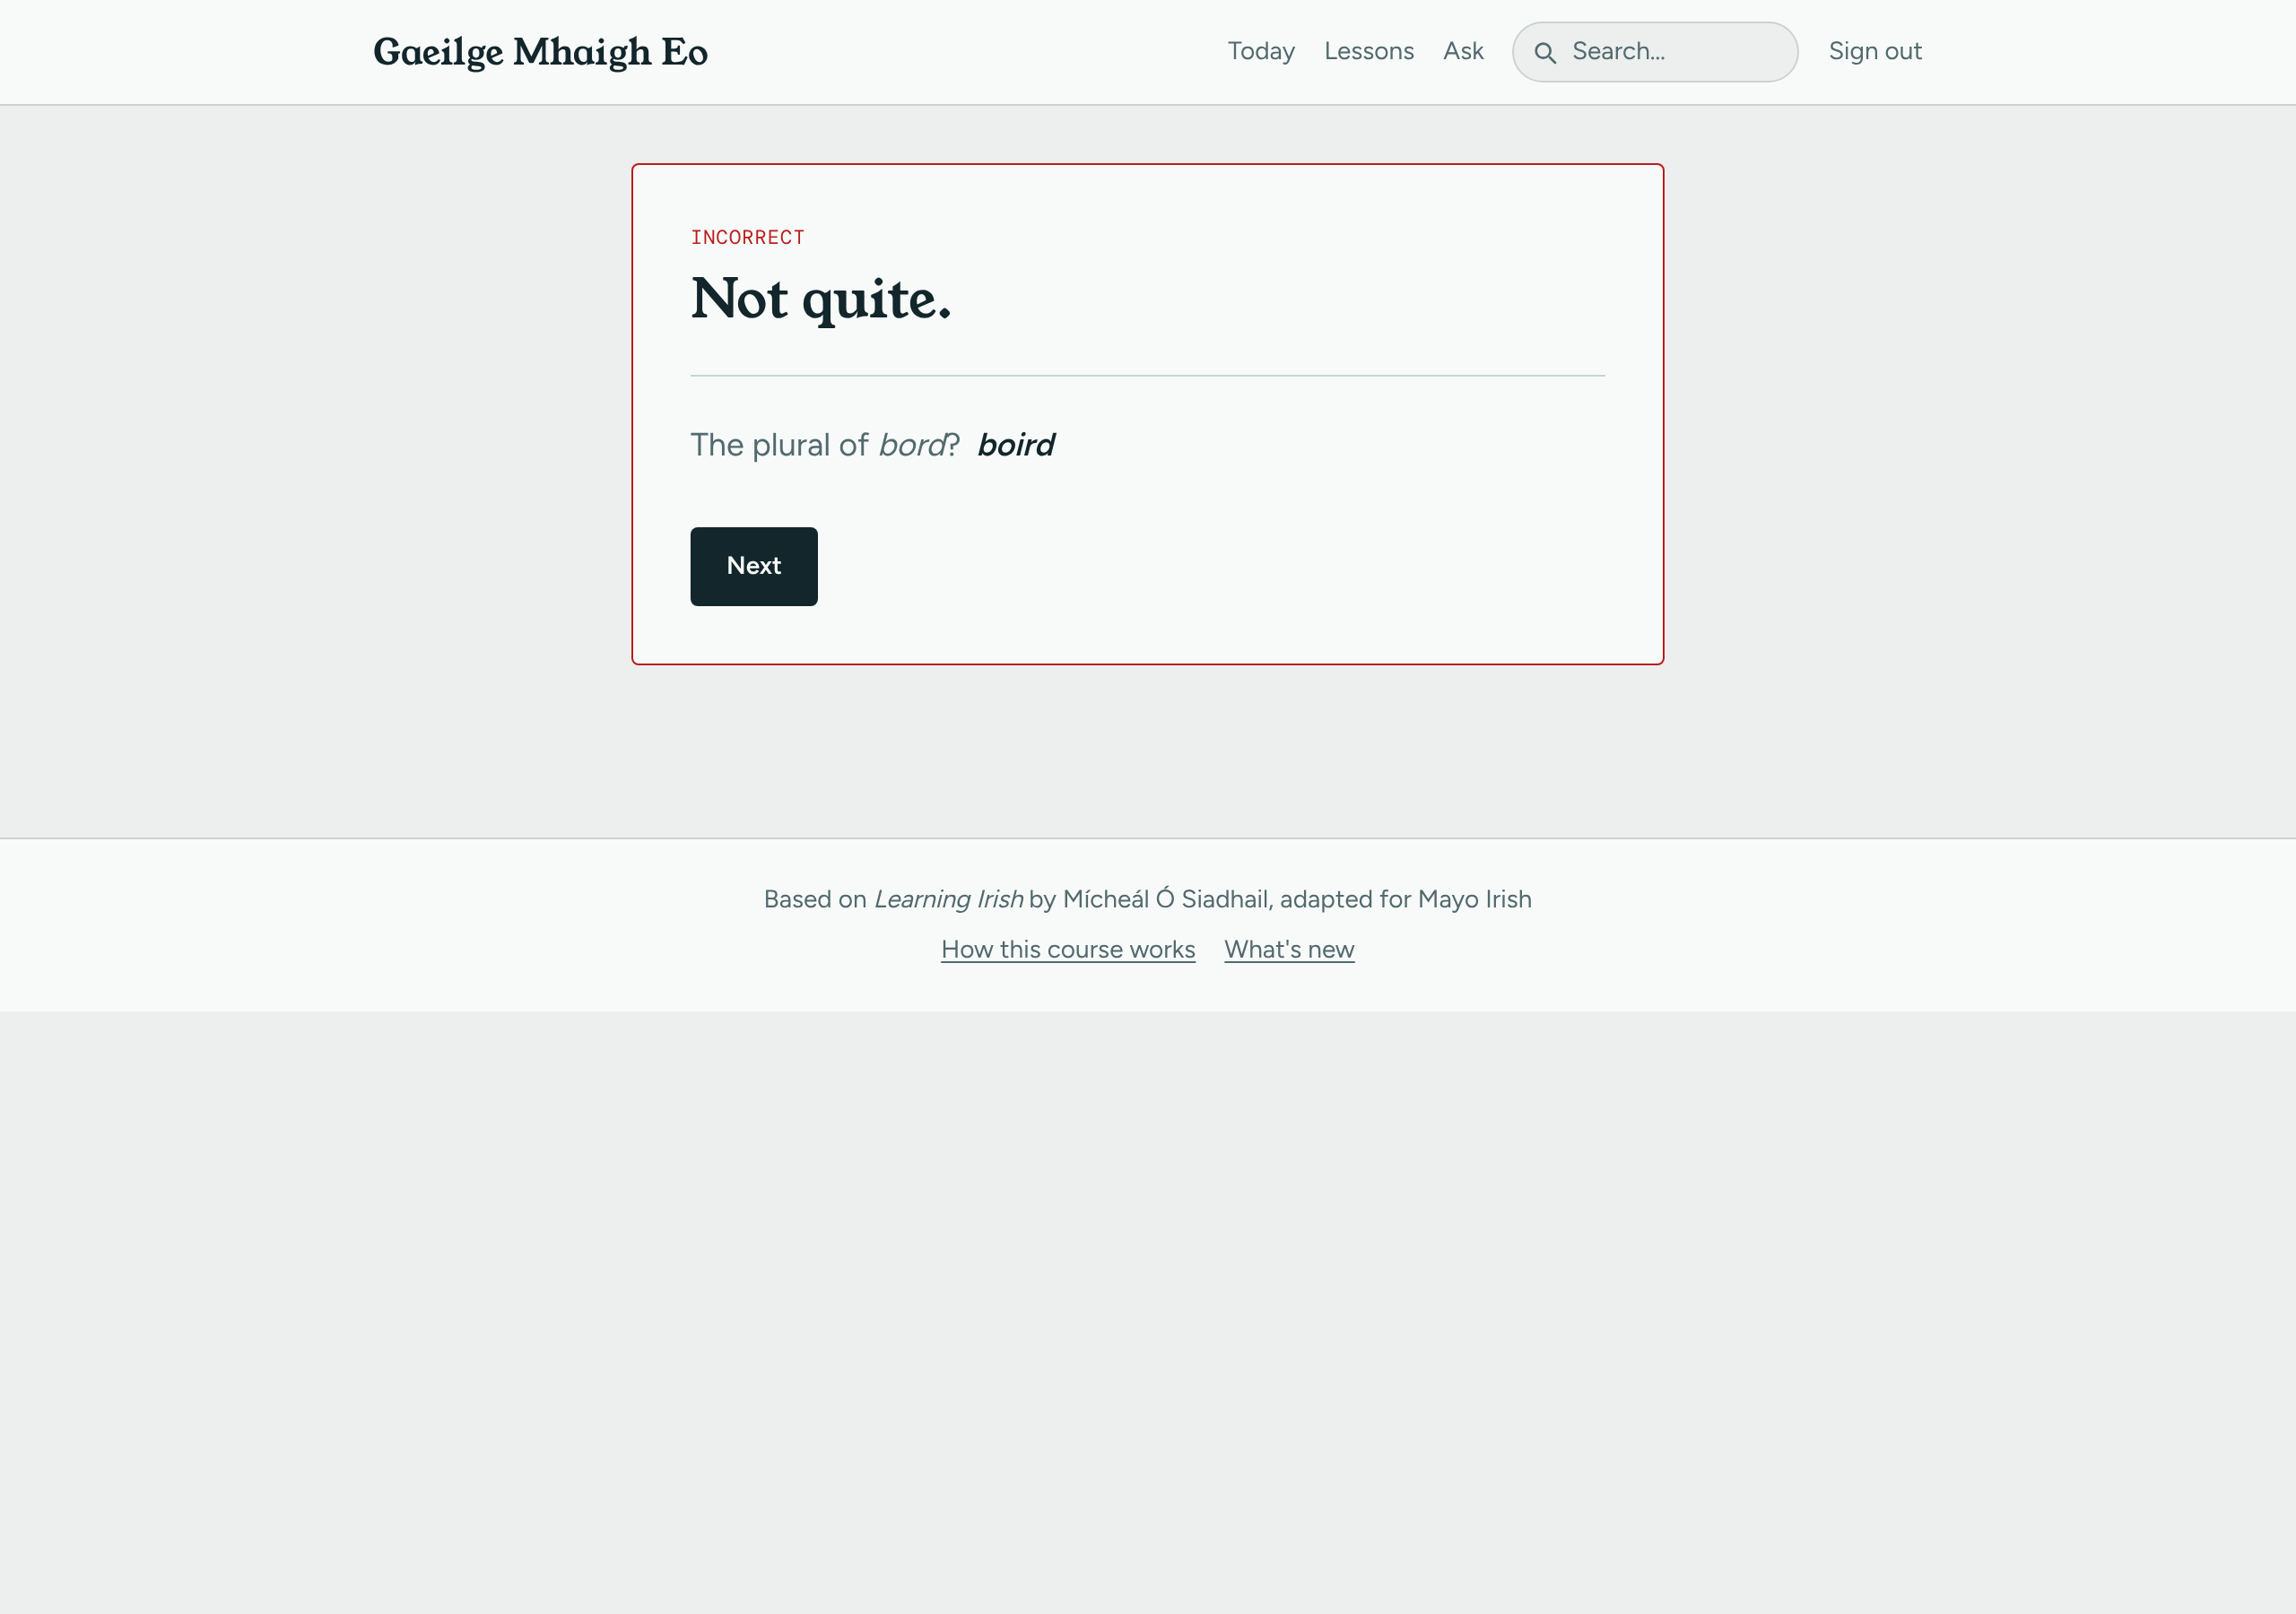 Gaeilge Mhaigh Eo
Today Lessons Ask Search... Sign out
INCORRECT
Not quite.
The plural of bord? boird
Next
Based on Learning Irish by Mícheál Ó Siadhail, adapted for Mayo Irish
How this course works What's new